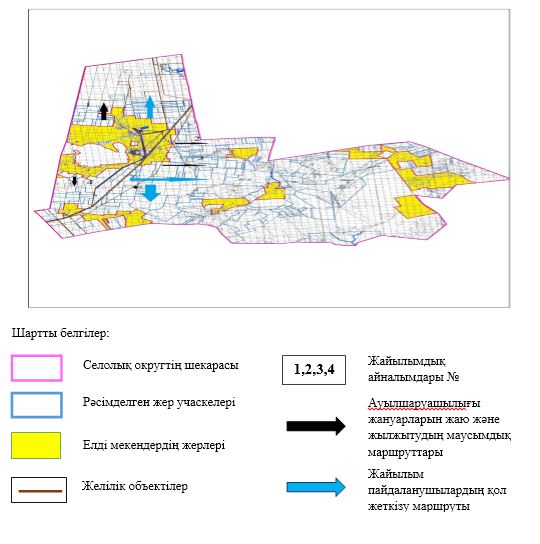 Шартты белгілер:
Селолық округтің шекарасы
Рәсімделген жер учаскелері
Елді мекендердің жерлері
Желілік объектілер
1,2,3,4
Жайылымдық
айналымдары №
Ауылшаруашылығы
жануарларын жаю және
жылжытудың маусымдық
маршруттары
Жайылым
пайдаланушылардың қол
жеткізу маршруты